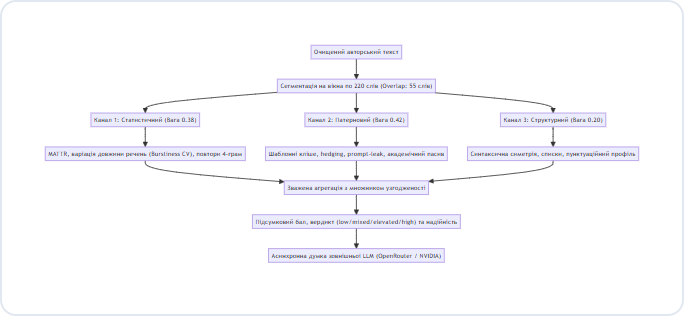 Очищений авторський текст
Сегментація на вікна по 220 слів (Overlap: 55 слів)
Канал 1: Статистичний (Вага 0.38)
Канал 2: Патерновий (Вага 0.42)
Канал 3: Структурний (Вага 0.20)
MATTR, варіація довжини речень (Burstiness CV), повтори 4-грам
Шаблонні кліше, hedging, prompt-leak, академічний пасив
Синтаксична симетрія, списки, пунктуаційний профіль
Зважена агрегація з множником узгодженості
Підсумковий бал, вердикт (low/mixed/elevated/high) та надійність
Асинхронна думка зовнішньої LLM (OpenRouter / NVIDIA)